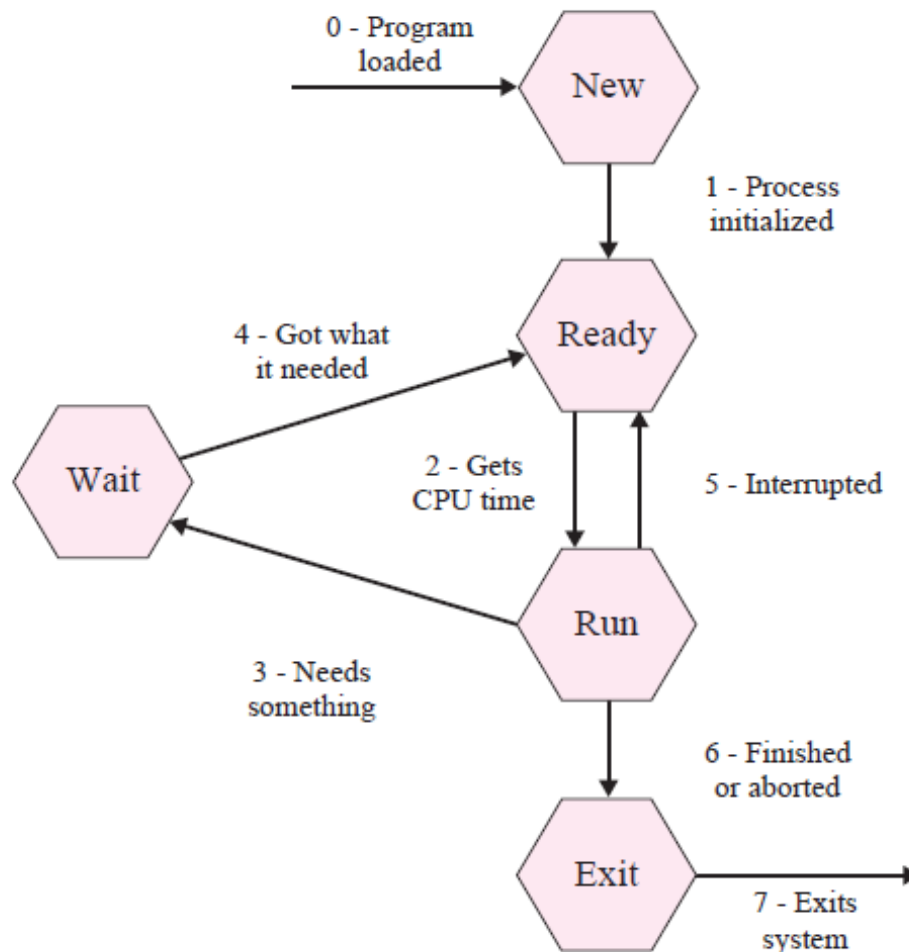 0 - Program
loaded
New
1 - Process
initialized
Ready
4 - Got what
it needed
Wait
2 - Gets
CPU time
5 - Interrupted
Run
3 - Needs
something
6 - Finished
or aborted
Exit
7 - Exits
system